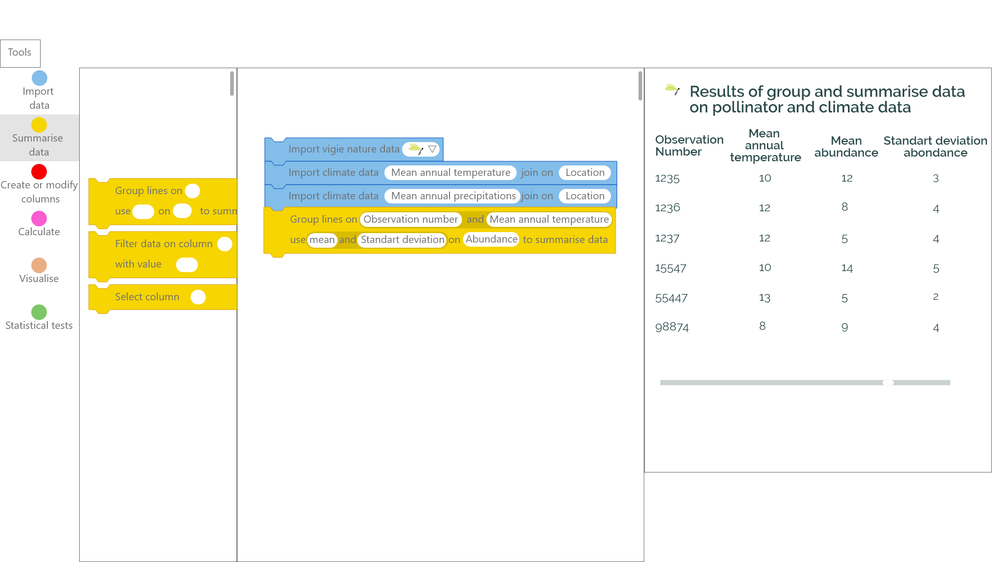 Tools
Import
data
Summarise
data
Create or modify
columns
Calculate
Visualise
Statistical tests
Group lines on
use on to summ
Filter data on column
with value
Select column
Import vigie nature data
Import climate data Mean annual temperature join on Location
Import climate data Mean annual precipitations join on Location
Group lines on Observation number and Mean annual temperature
use mean and Standart deviation on Abundance to summarise data
Results of group and summarise data
on pollinator and climate data
Observation
Number
Mean
annual
temperature
Mean
abundance
Standart deviation
abondance
1235 10 12 3
1236 12 8 4
1237 12 5 4
15547 10 14 5
55447 13 5 2
98874 8 9 4